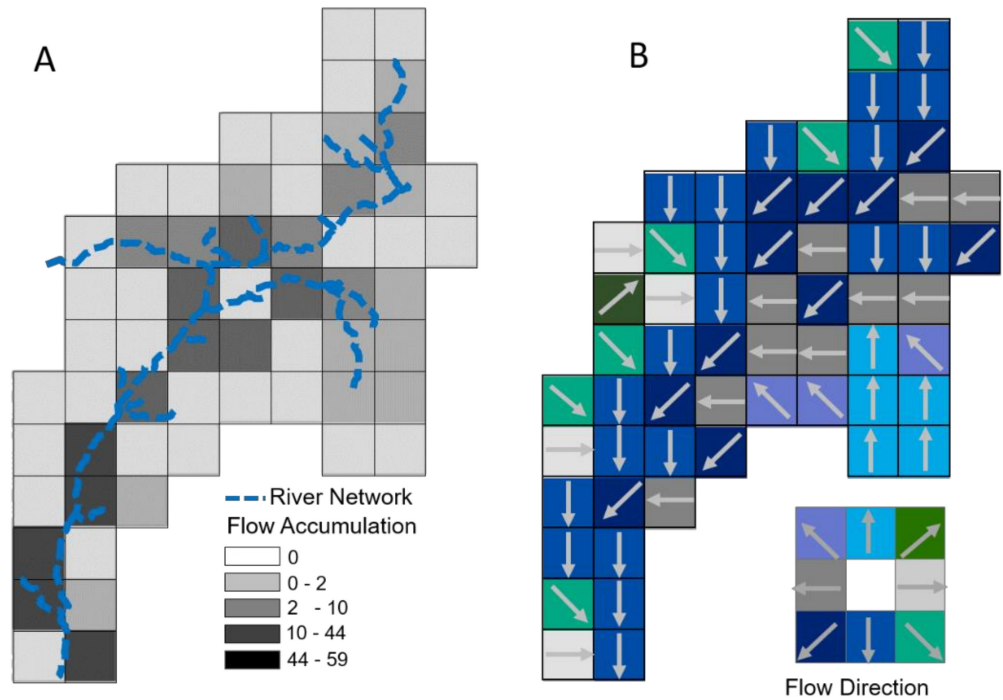 A
B
River Network
Flow Accumulation
0
0 - 2
2 - 10
10 - 44
44 - 59
Flow Direction